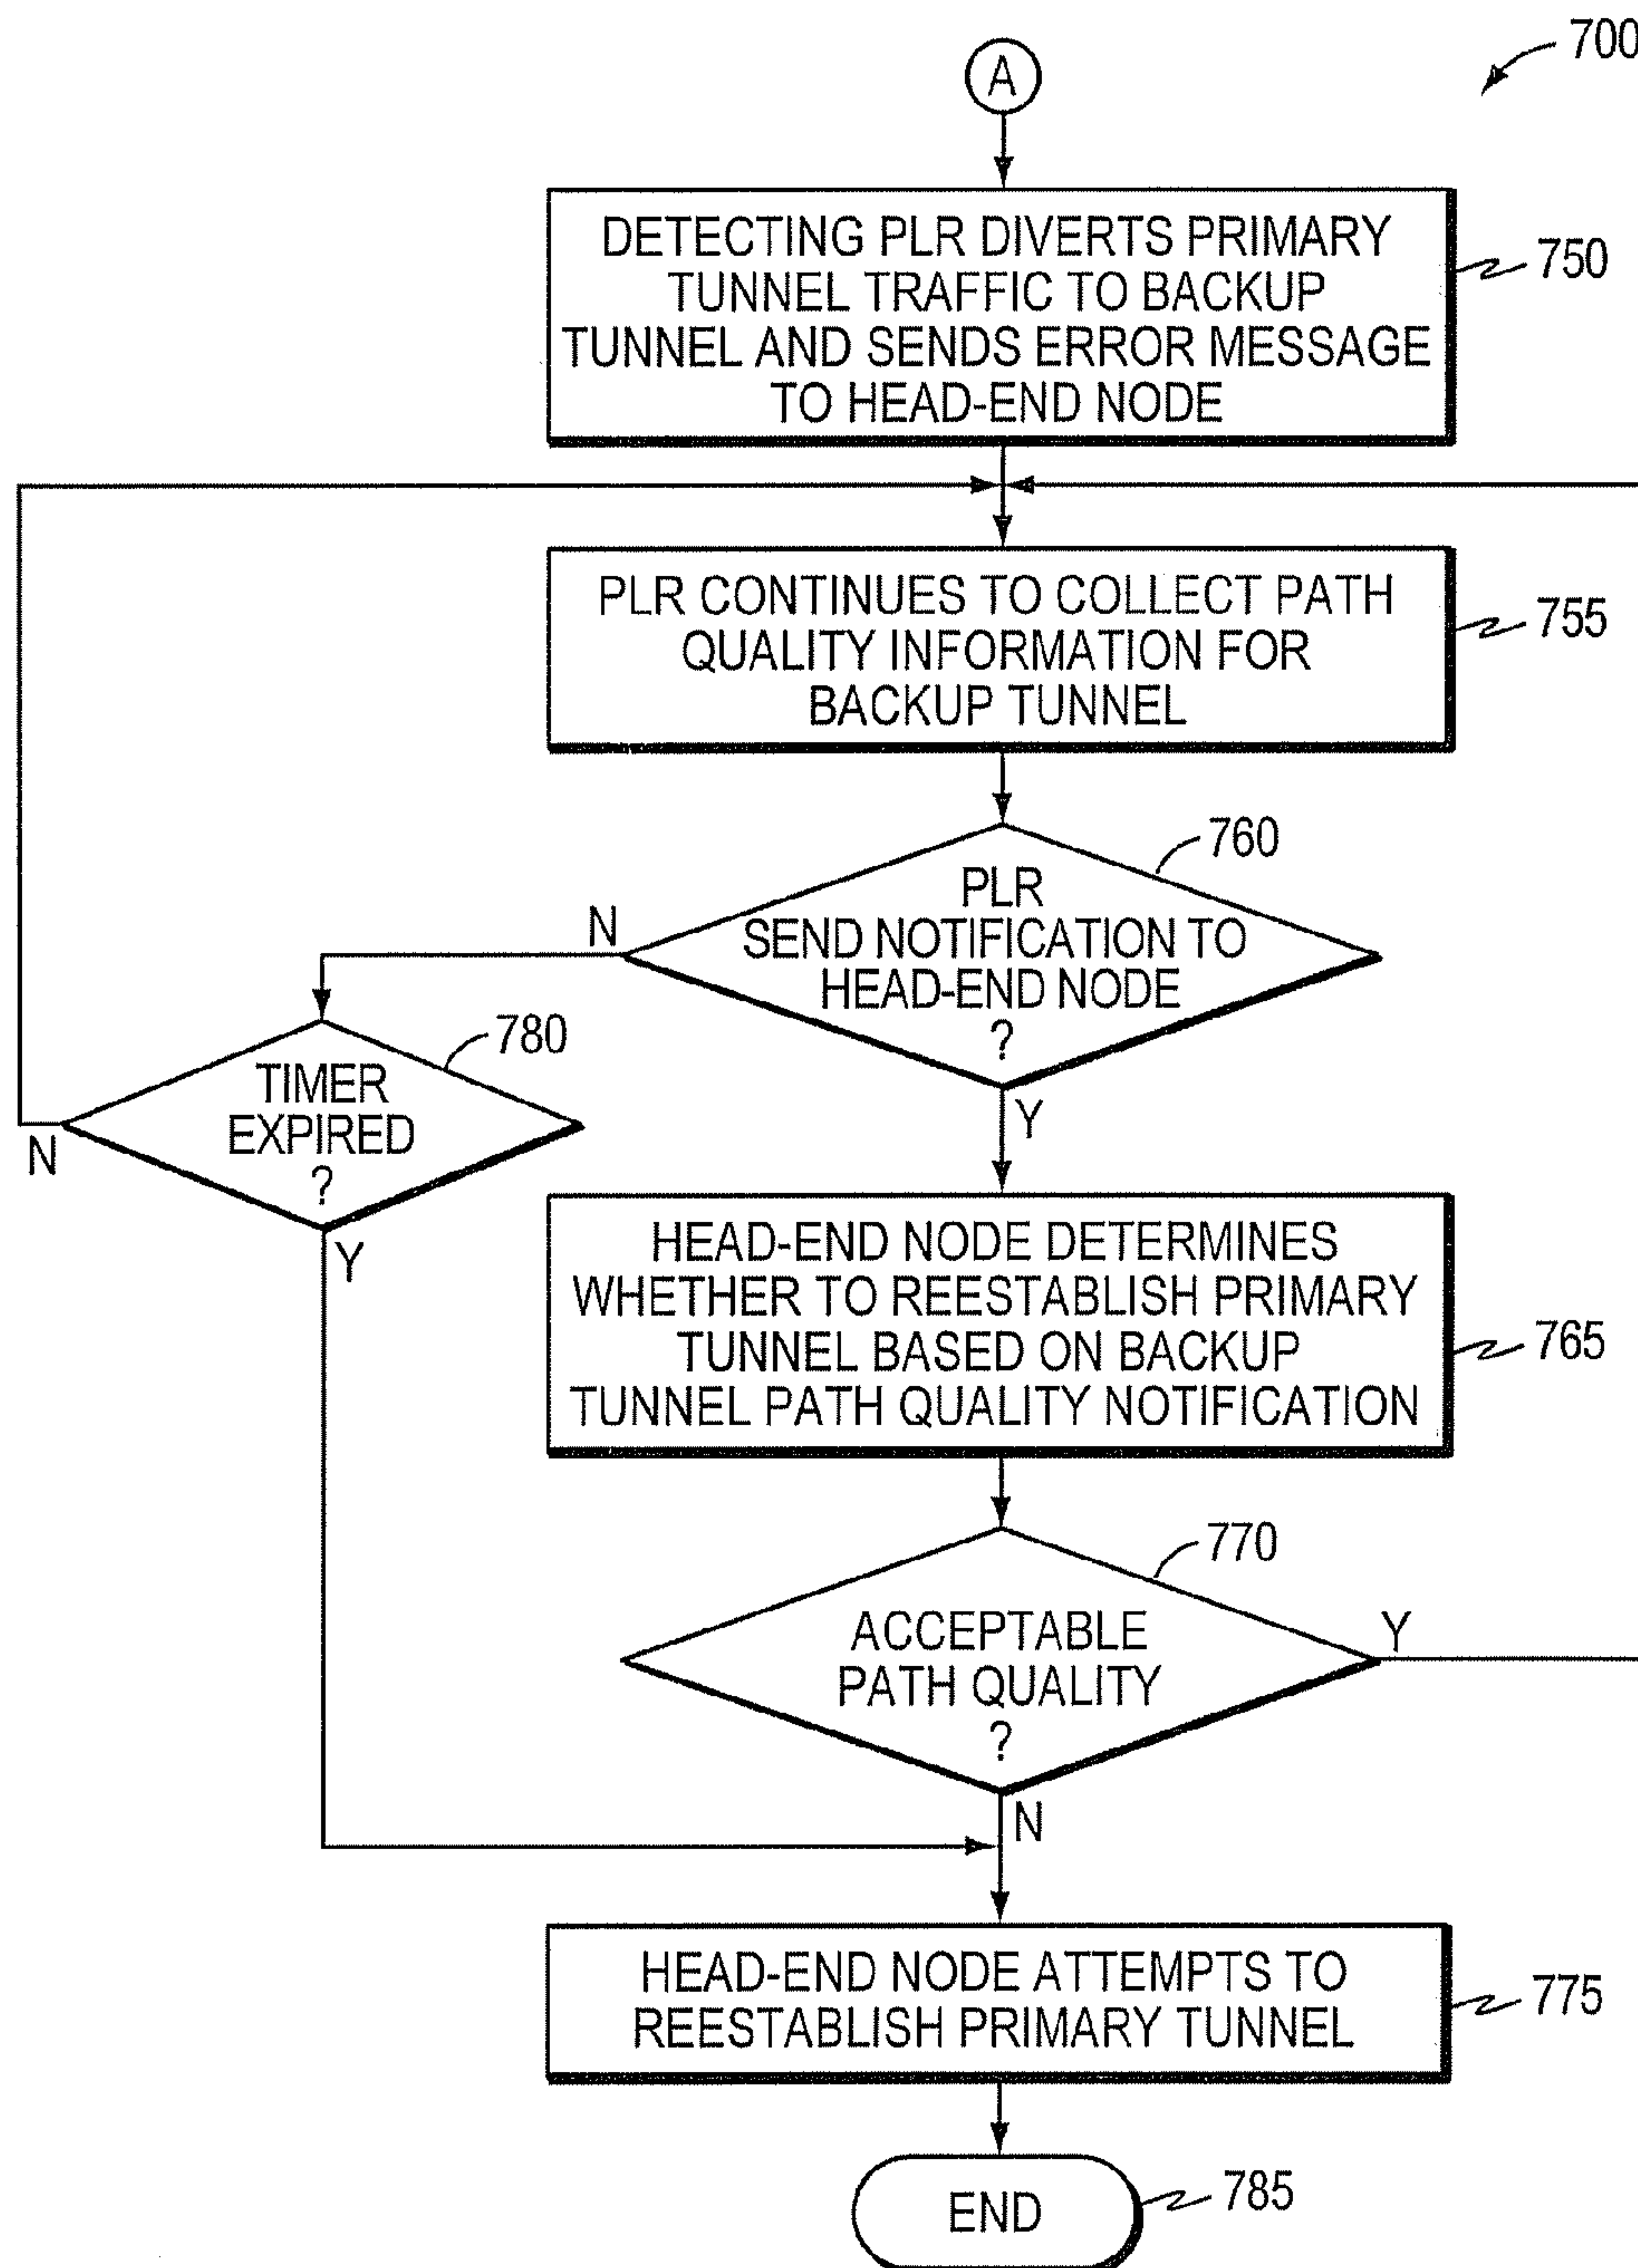 700
A
DETECTING PLR DIVERTS PRIMARY
TUNNEL TRAFFIC TO BACKUP
TUNNEL AND SENDS ERROR MESSAGE
TO HEAD-END NODE
750
PLR CONTINUES TO COLLECT PATH
QUALITY INFORMATION FOR
BACKUP TUNNEL
755
760
PLR
SEND NOTIFICATION TO
HEAD-END NODE
?
N
Y
780
TIMER
EXPIRED
?
N
Y
HEAD-END NODE DETERMINES
WHETHER TO REESTABLISH PRIMARY
TUNNEL BASED ON BACKUP
TUNNEL PATH QUALITY NOTIFICATION
765
770
ACCEPTABLE
PATH QUALITY
?
Y
N
HEAD-END NODE ATTEMPTS TO
REESTABLISH PRIMARY TUNNEL
775
END
785